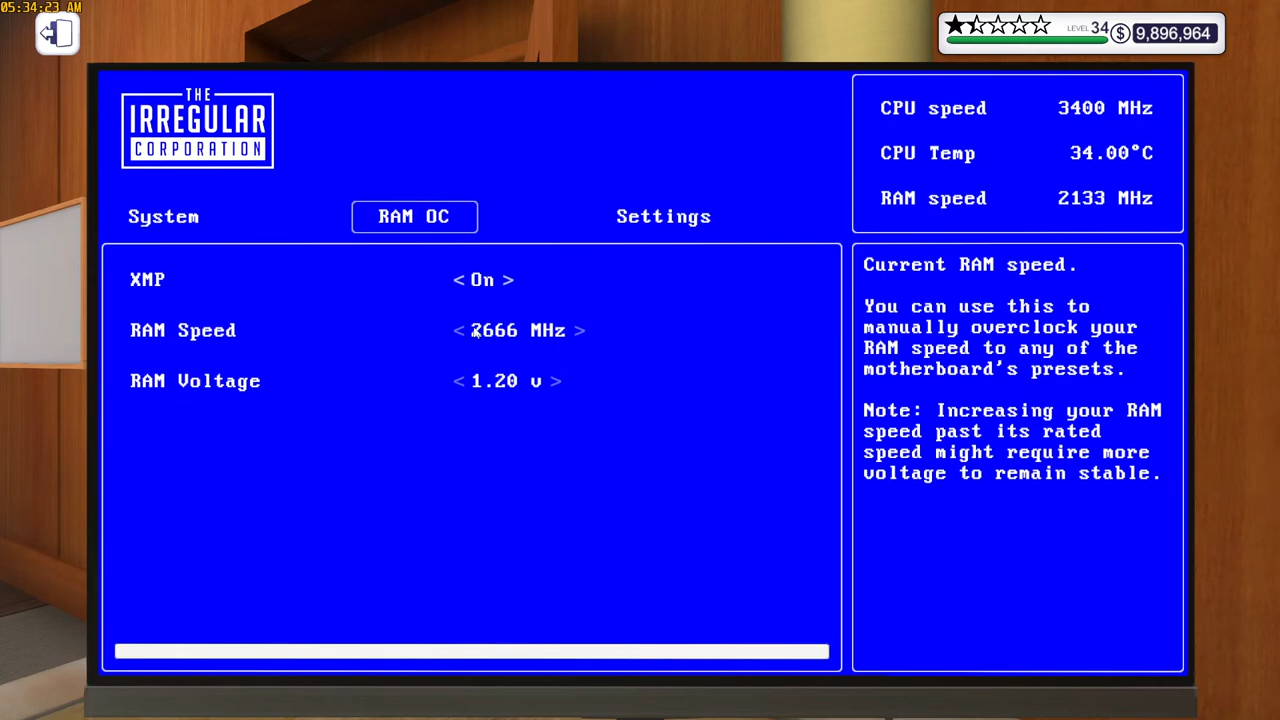 05:34:23 AM
LEVEL 34 $ 9,896,964
THE
IRREGULAR
CORPORATION
CPU speed 3400 MHz
CPU Temp 34.00°C
RAM speed 2133 MHz
System RAM OC Settings
XMP < On >
RAM Speed < 2666 MHz >
RAM Voltage < 1.20 v >
Current RAM speed.
You can use this to
manually overclock your
RAM speed to any of the
motherboard's presets.
Note: Increasing your RAM
speed past its rated
speed might require more
voltage to remain stable.